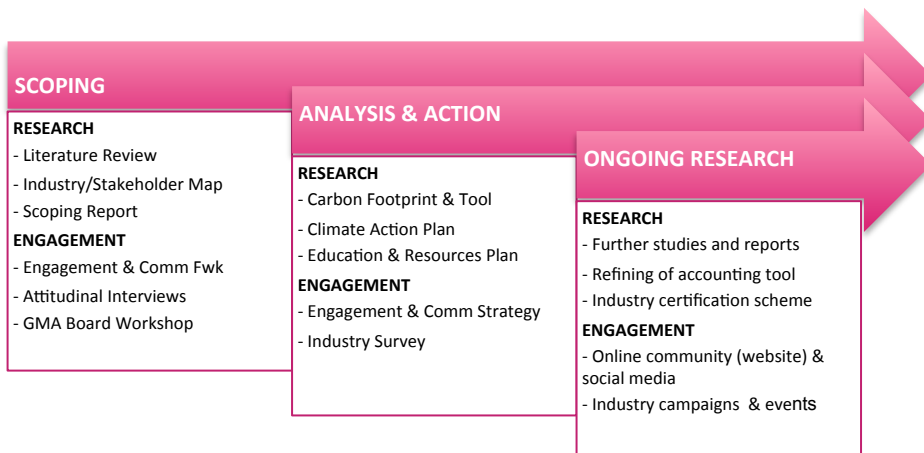 SCOPING
RESEARCH
- Literature Review
- Industry/Stakeholder Map
- Scoping Report
ENGAGEMENT
- Engagement & Comm Fwk
- Attitudinal Interviews
- GMA Board Workshop
ANALYSIS & ACTION
RESEARCH
- Carbon Footprint & Tool
- Climate Action Plan
- Education & Resources Plan
ENGAGEMENT
- Engagement & Comm Strategy
- Industry Survey
ONGOING RESEARCH
RESEARCH
- Further studies and reports
- Refining of accounting tool
- Industry certification scheme
ENGAGEMENT
- Online community (website) &
social media
- Industry campaigns & events